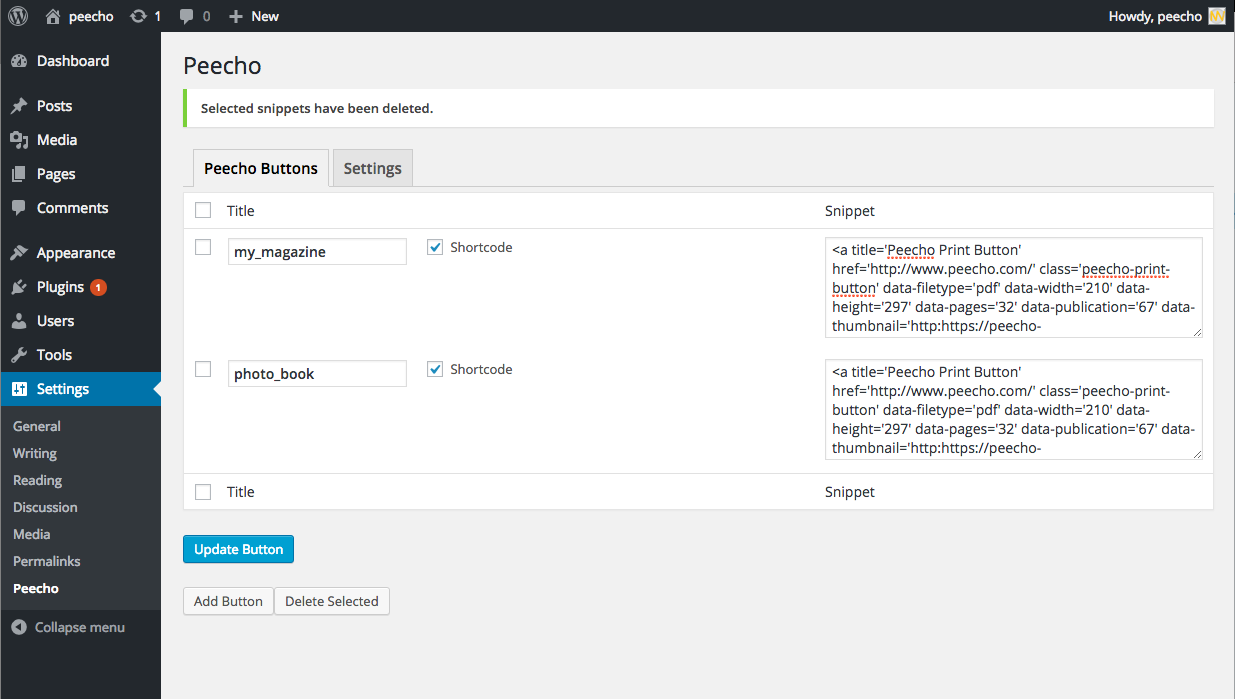 peecho 1 0 New Howdy, peecho
Dashboard
Posts
Media
Pages
Comments
Appearance
Plugins 1
Users
Tools
Settings
General
Writing
Reading
Discussion
Media
Permalinks
Peecho
Collapse menu
Peecho
Selected snippets have been deleted.
Peecho Buttons Settings
Title Snippet
my_magazine Shortcode
<a title='Peecho Print Button'
href='http://www.peecho.com/' class='peecho-print-
button' data-filetype='pdf' data-width='210' data-
height='297' data-pages='32' data-publication='67' data-
thumbnail='http:https://peecho-
photo_book Shortcode
<a title='Peecho Print Button'
href='http://www.peecho.com/' class='peecho-print-
button' data-filetype='pdf' data-width='210' data-
height='297' data-pages='32' data-publication='67' data-
thumbnail='http:https://peecho-
Title Snippet
Update Button
Add Button Delete Selected